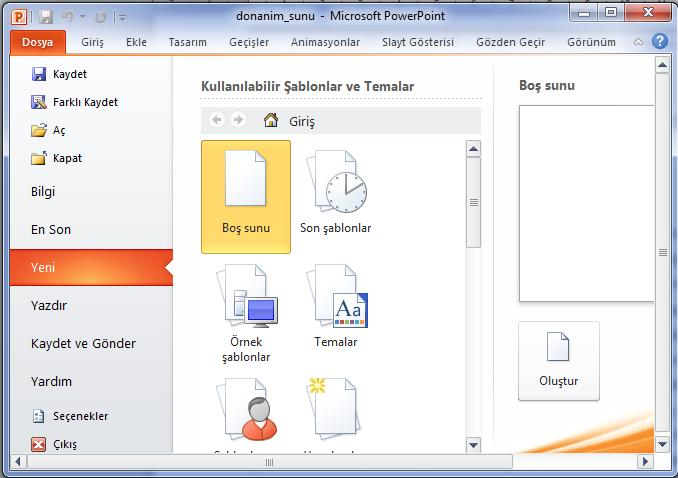 donanim_sunu - Microsoft PowerPoint
Dosya Giriş Ekle Tasarım Geçişler Animasyonlar Slayt Gösterisi Gözden Geçir Görünüm
Kaydet
Farklı Kaydet
Aç
Kapat
Bilgi
En Son
Yeni
Yazdır
Kaydet ve Gönder
Yardım
Seçenekler
Çıkış
Kullanılabilir Şablonlar ve Temalar
Giriş
Boş sunu
Son şablonlar
Örnek
şablonlar
Aa
Temalar
Boş sunu
Oluştur